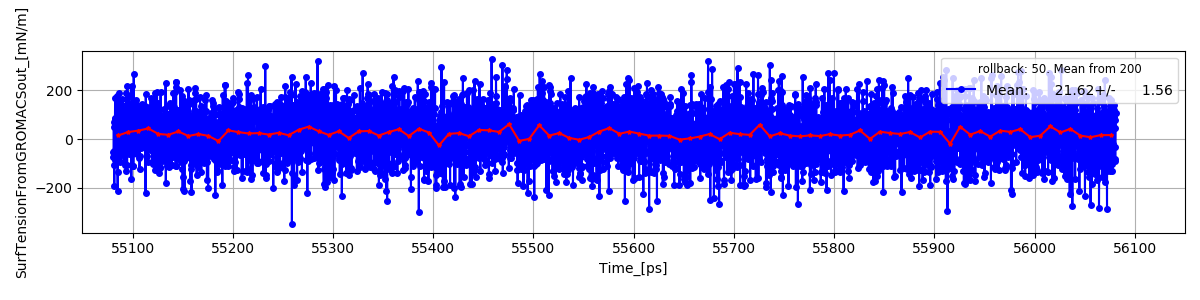 SurfTensionFromGROMACSout_[mN/m]
200
0
−200
rollback: 50. Mean from 200
Mean: 21.62+/- 1.56
55100 55200 55300 55400 55500 55600 55700 55800 55900 56000 56100
Time_[ps]